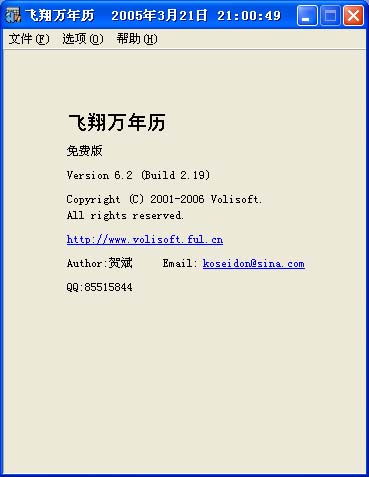 飞翔万年历 2005年3月21日 21:00:49
文件(F) 选项(O) 帮助(H)
飞翔万年历
免费版
Version 6.2 (Build 2.19)
Copyright (C) 2001-2006 Volisoft.
All rights reserved.
http://www.volisoft.ful.cn
Author:贺斌 Email: koseidon@sina.com
QQ:85515844